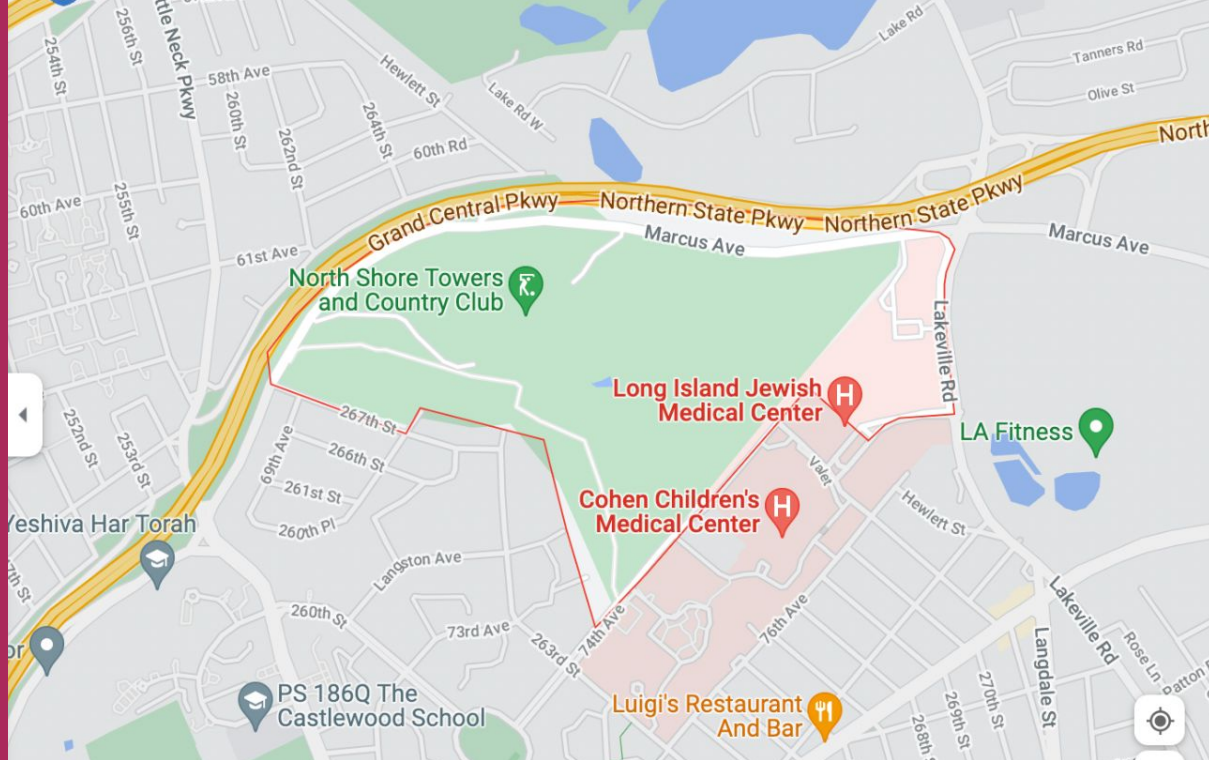 Lake Rd
Tanners Rd
Olive St
254th St
256th St
ttle Neck Pkwy
58th Ave
260th St
262nd St
264th St
Hewlett St
Lake Rd W
60th Rd
North
60th Ave
255th St
61st Ave
Grand Central Pkwy
Northern State Pkwy
Northern State Pkwy
Marcus Ave
Marcus Ave
North Shore Towers
and Country Club
Lakeville Rd
Long Island Jewish
Medical Center
H
LA Fitness
267th St
266th St
69th Ave
261st St
260th Pl
252nd St
253rd St
Valet
Cohen Children's
Medical Center
H
Hewlett St
Yeshiva Har Torah
7th St
Langston Ave
260th St
73rd Ave
263rd St
74th Ave
76th Ave
Lakeville Rd
Langdale St
Rose Ln
Patton
or
PS 186Q The
Castlewood School
Luigi's Restaurant
And Bar
270th St
269th St
268th S